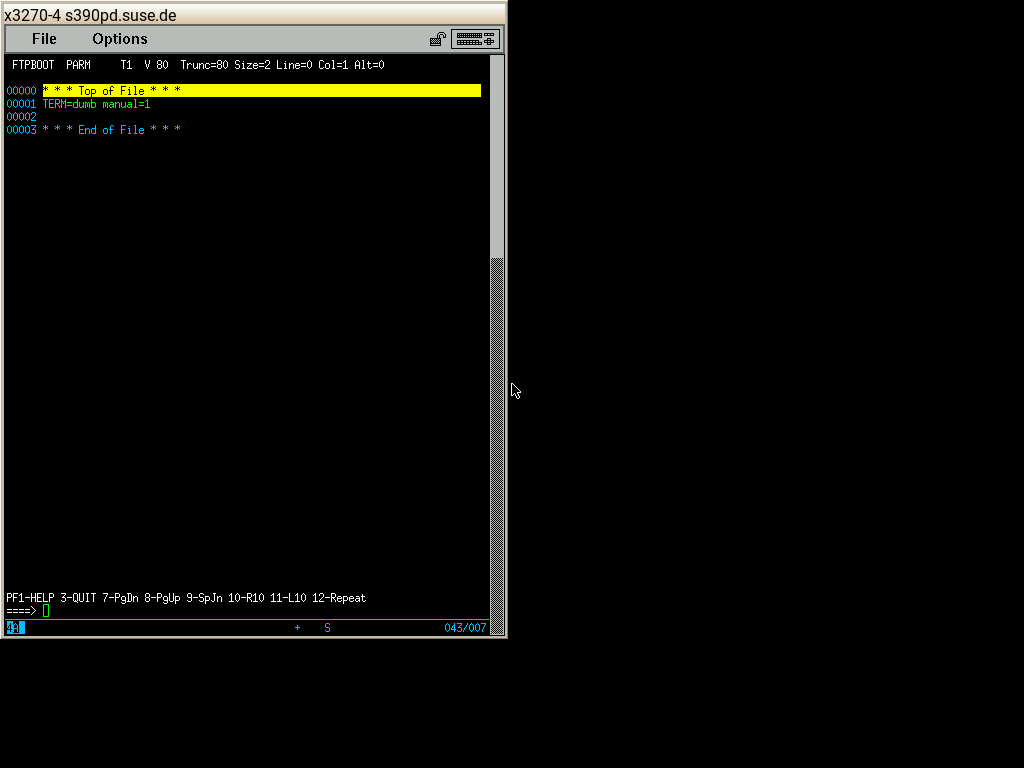 x3270-4 s390pd.suse.de
File Options
FTPBOOT PARM T1 V 80 Trunc=80 Size=2 Line=0 Col=1 Alt=0
00000 * * * Top of File * * *
00001 TERM=dumb manual=1
00002
00003 * * * End of File * * *
PF1-HELP 3-QUIT 7-PgDn 8-PgUp 9-SpJn 10-R10 11-L10 12-Repeat
====>
4A + S 043/007